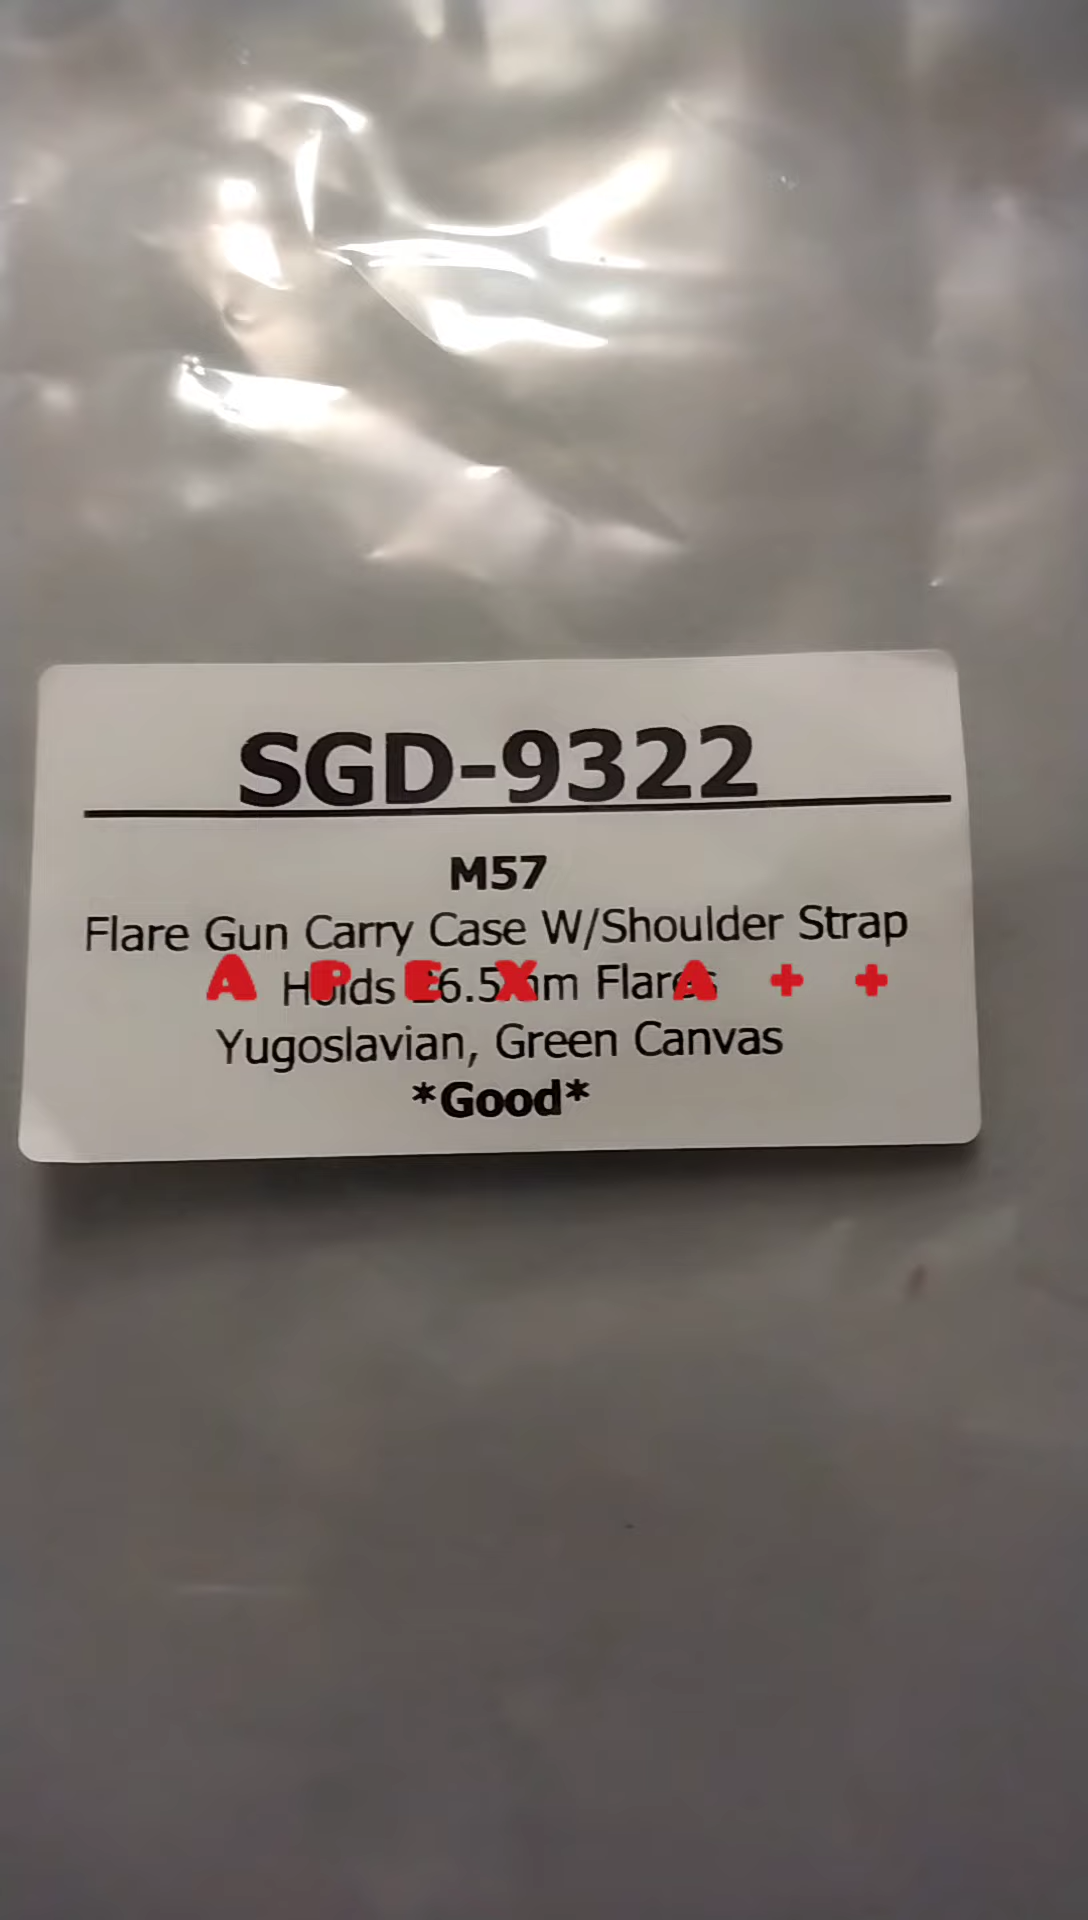 SGD-9322
M57
Flare Gun Carry Case W/Shoulder Strap
Holds 26.5mm Flares
A P E X A + +
Yugoslavian, Green Canvas
*Good*